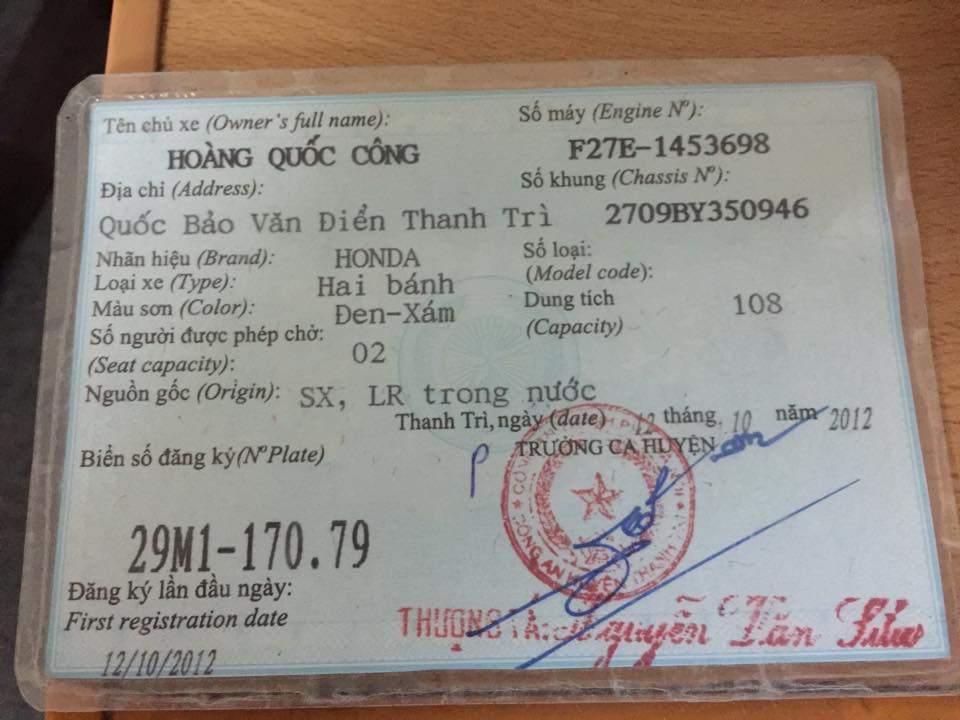 Tên chủ xe (Owner's full name):
HOÀNG QUỐC CÔNG
Số máy (Engine N°):
F27E-1453698
Địa chỉ (Address):
Quốc Bảo Văn Điển Thanh Trì
Số khung (Chassis N°):
2709BY350946
Nhãn hiệu (Brand): HONDA
Số loại:
(Model code):
Loại xe (Type): Hai bánh
Màu sơn (Color): Đen-Xám
Dung tích
(Capacity) 108
Số người được phép chở:
(Seat capacity): 02
Nguồn gốc (Origin): SX, LR trong nước
Thanh Trì, ngày (date) 12 tháng 10 năm 2012
TRƯỞNG CA HUYỆN
Biển số đăng ký(N°Plate)
29M1-170.79
Đăng ký lần đầu ngày:
First registration date
12/10/2012
THƯỢNG TÁ: Nguyễn Văn